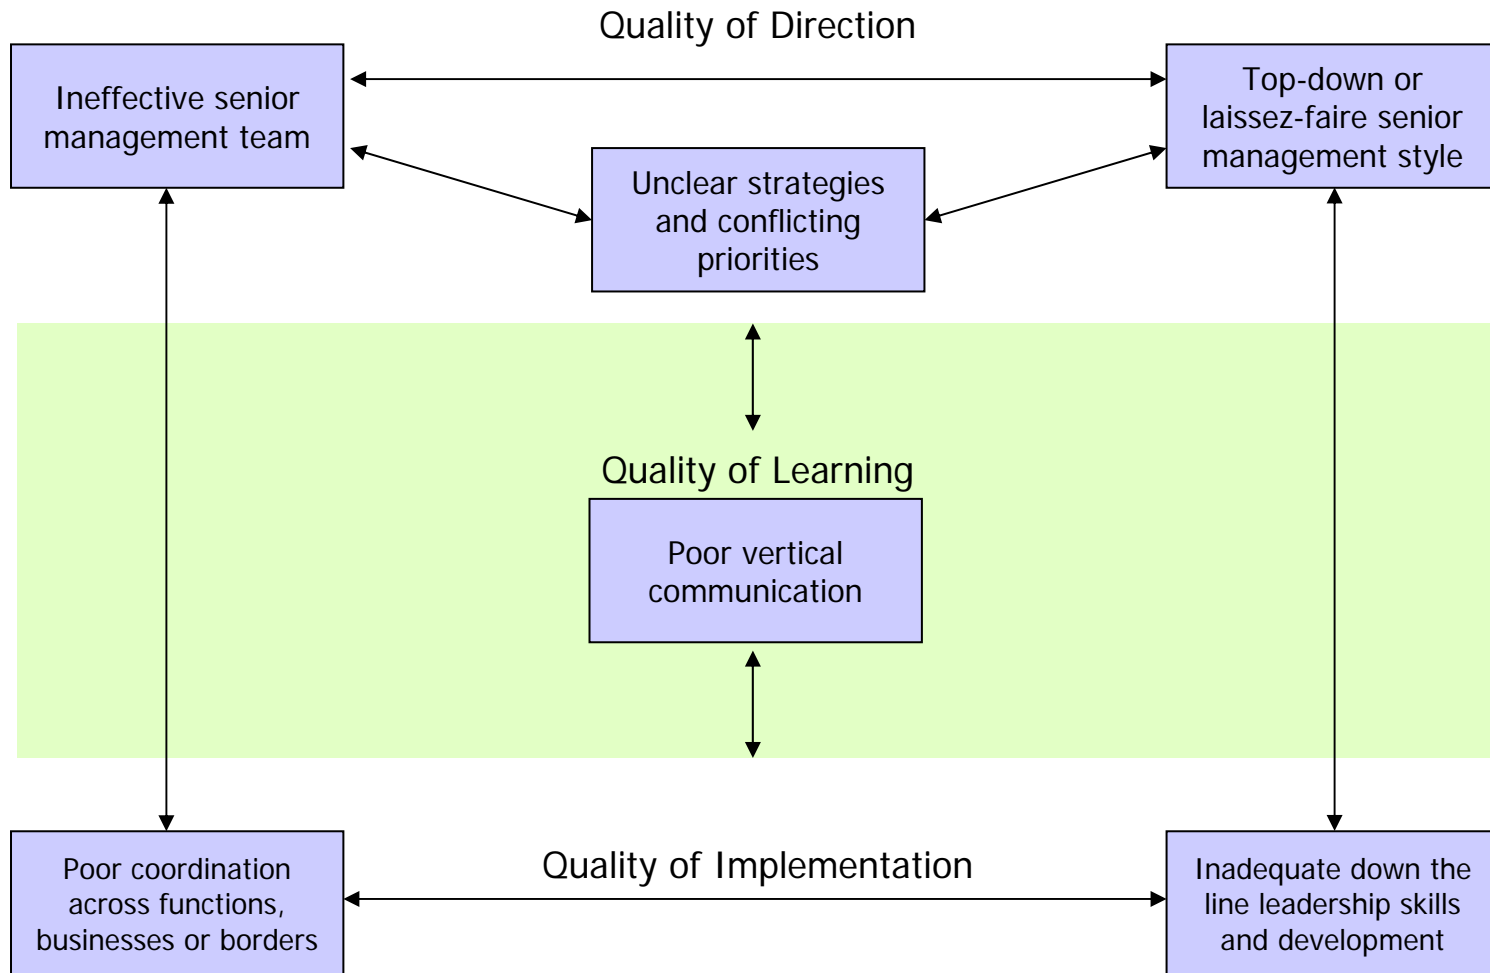 Quality of Direction
Ineffective senior
management team
Top-down or
laissez-faire senior
management style
Unclear strategies
and conflicting
priorities
Quality of Learning
Poor vertical
communication
Poor coordination
across functions,
businesses or borders
Quality of Implementation
Inadequate down the
line leadership skills
and development